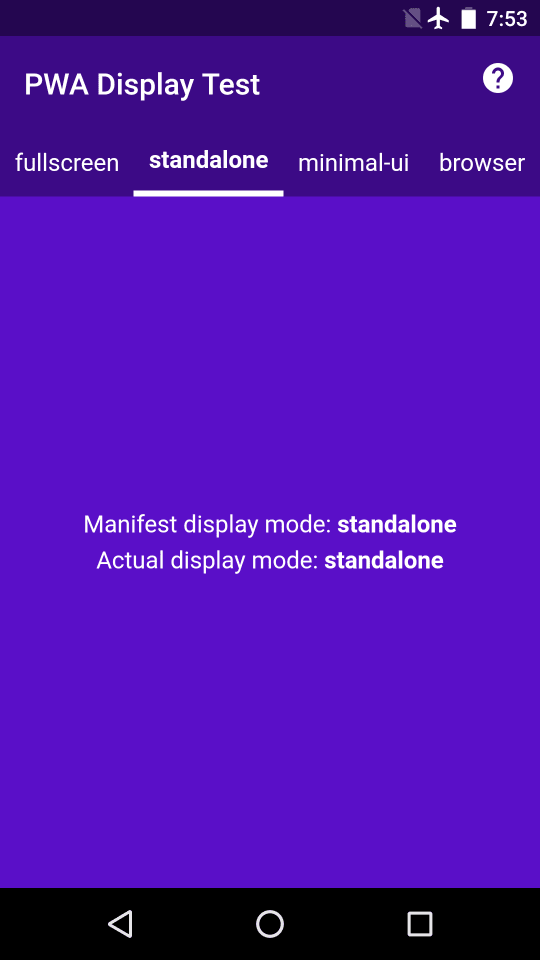 7:53
PWA Display Test
fullscreen standalone minimal-ui browser
Manifest display mode: standalone
Actual display mode: standalone